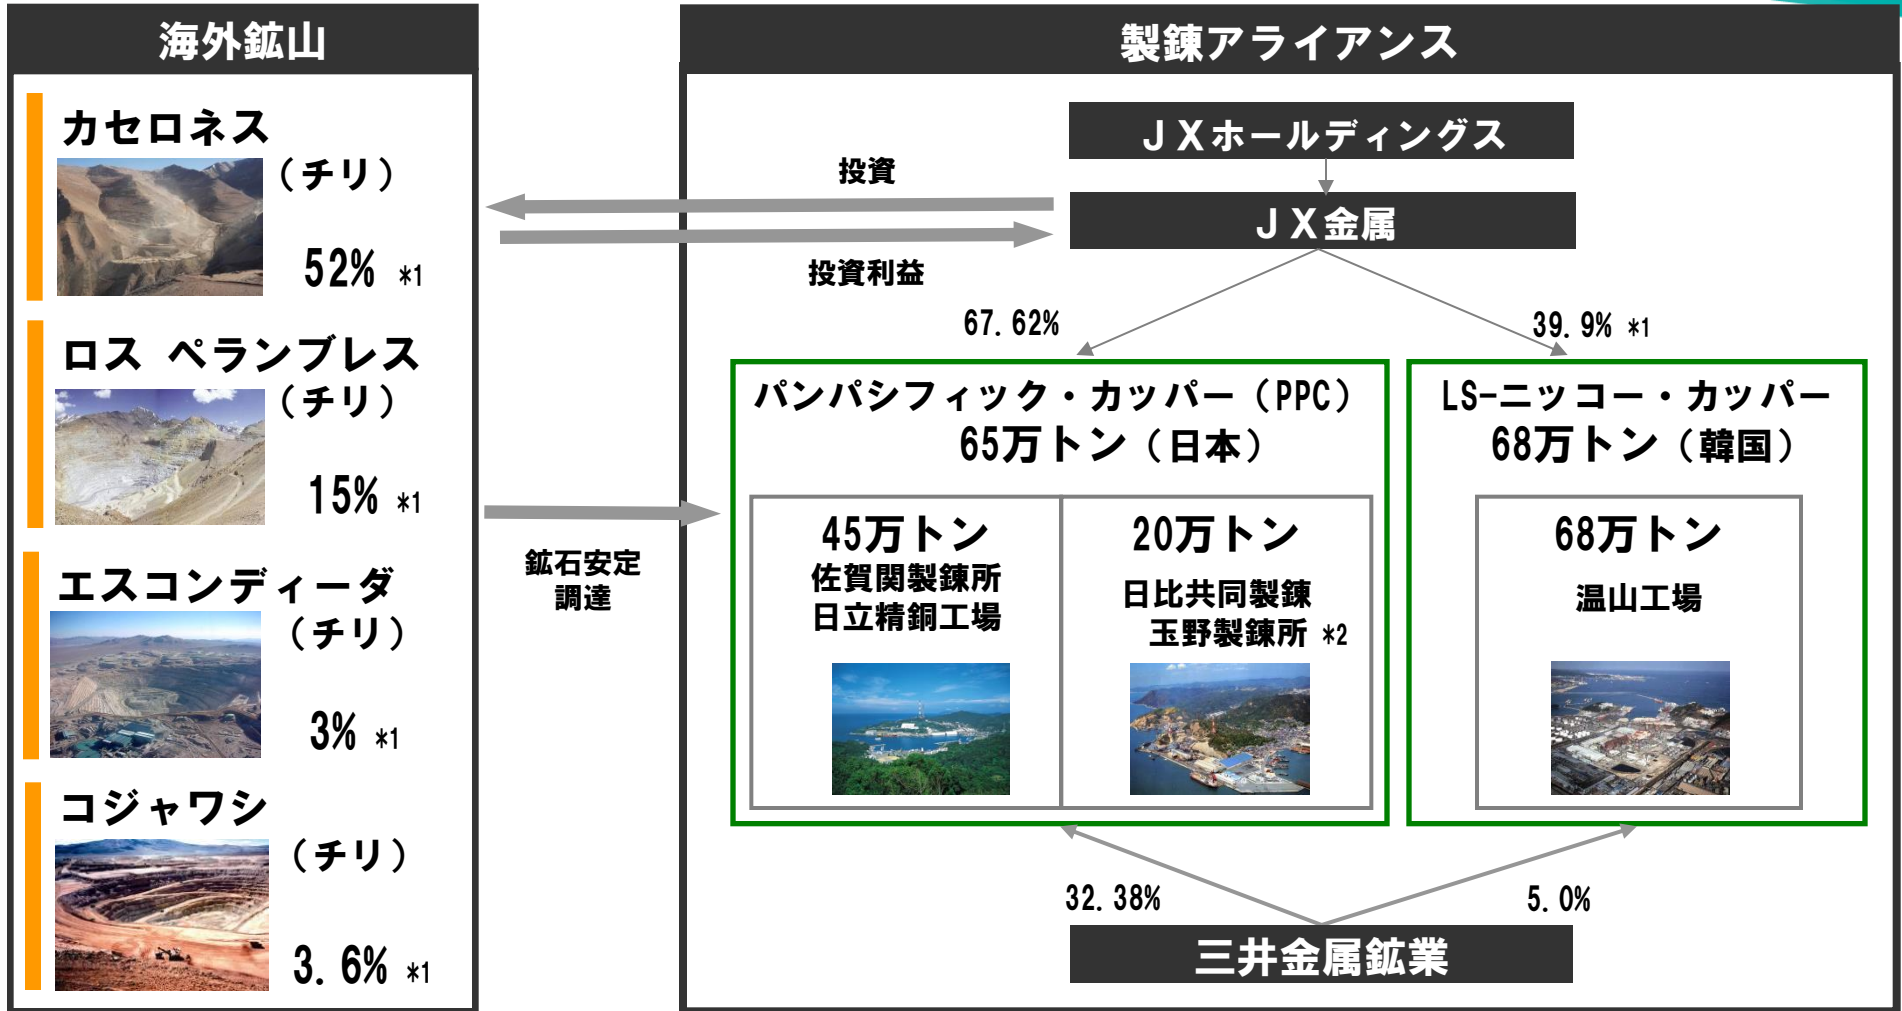 海外鉱山
カセロネス
（チリ）
52% *1
ロス ペランブレス
（チリ）
15% *1
エスコンディーダ
（チリ）
3% *1
コジャワシ
（チリ）
3.6% *1
投資
投資利益
鉱石安定
調達
製錬アライアンス
ＪＸホールディングス
ＪＸ金属
67.62%
39.9% *1
パンパシフィック・カッパー（PPC）
65万トン（日本）
45万トン
佐賀関製錬所
日立精銅工場
20万トン
日比共同製錬
玉野製錬所 *2
LS-ニッコー・カッパー
68万トン（韓国）
68万トン
温山工場
32.38%
5.0%
三井金属鉱業